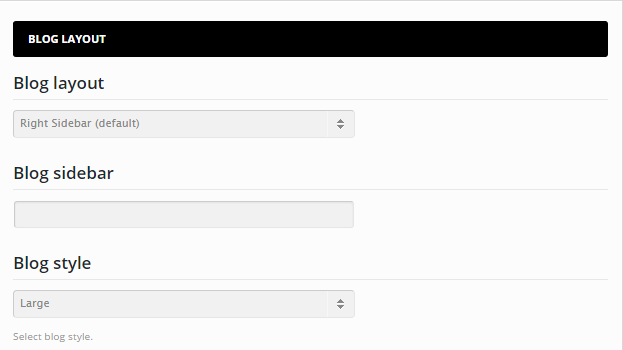 BLOG LAYOUT
Blog layout
Right Sidebar (default)
Blog sidebar
Blog style
Large
Select blog style.